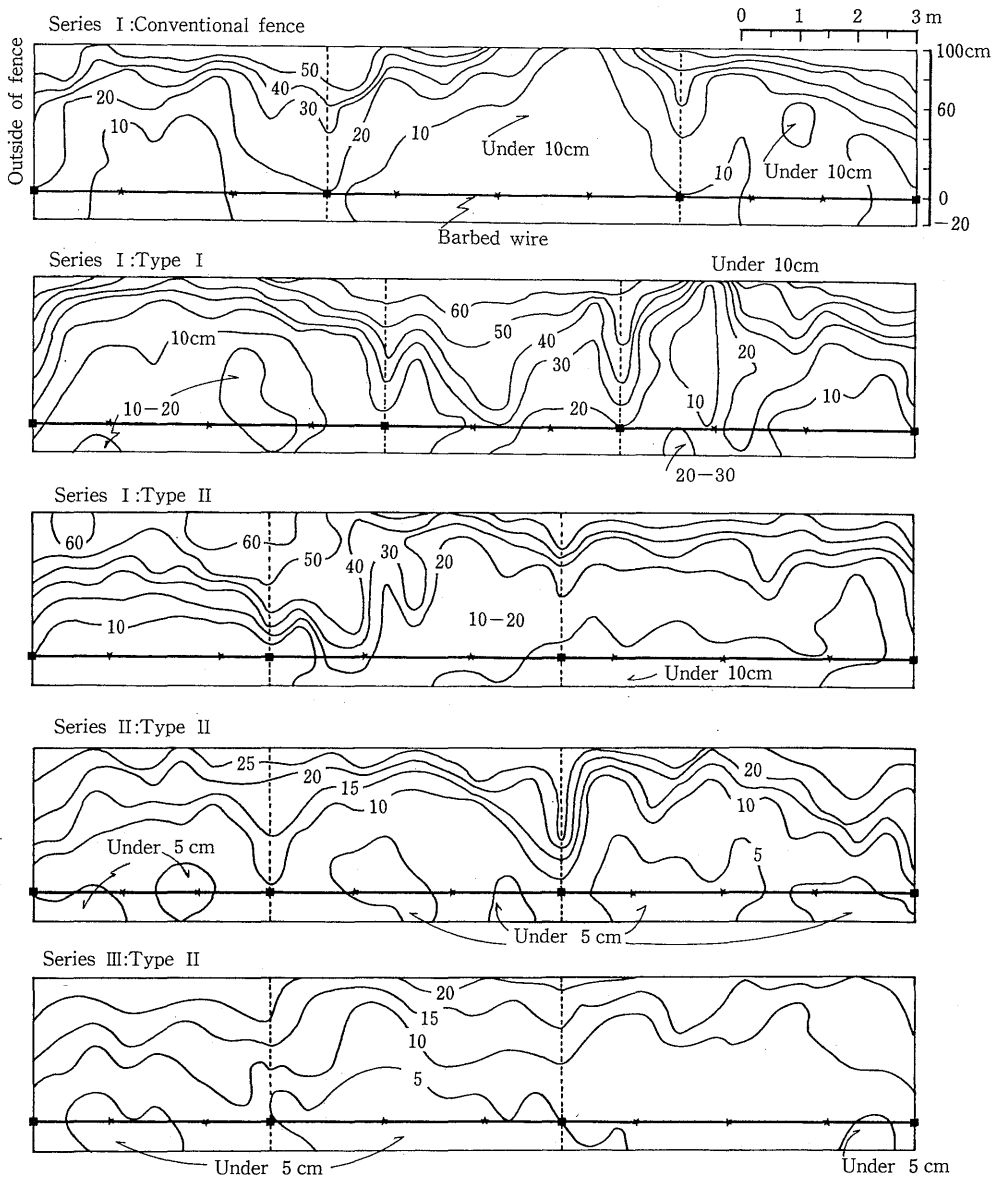 Series I :Conventional fence
0 1 2 3 m
Outside of fence
50
40
30
20
10
20
10
Under 10cm
10
Under 10cm
100cm
60
0
-20
Barbed wire
Series I :Type I
Under 10cm
60
50
40
30
20
10cm
10-20
20
10
10
20-30
Series I :Type II
60
60
50
40
30
20
10
10-20
Under 10cm
Series II :Type II
25
20
15
10
20
10
5
Under 5 cm
Under 5 cm
Series III:Type II
20
15
10
5
Under 5 cm
Under 5 cm